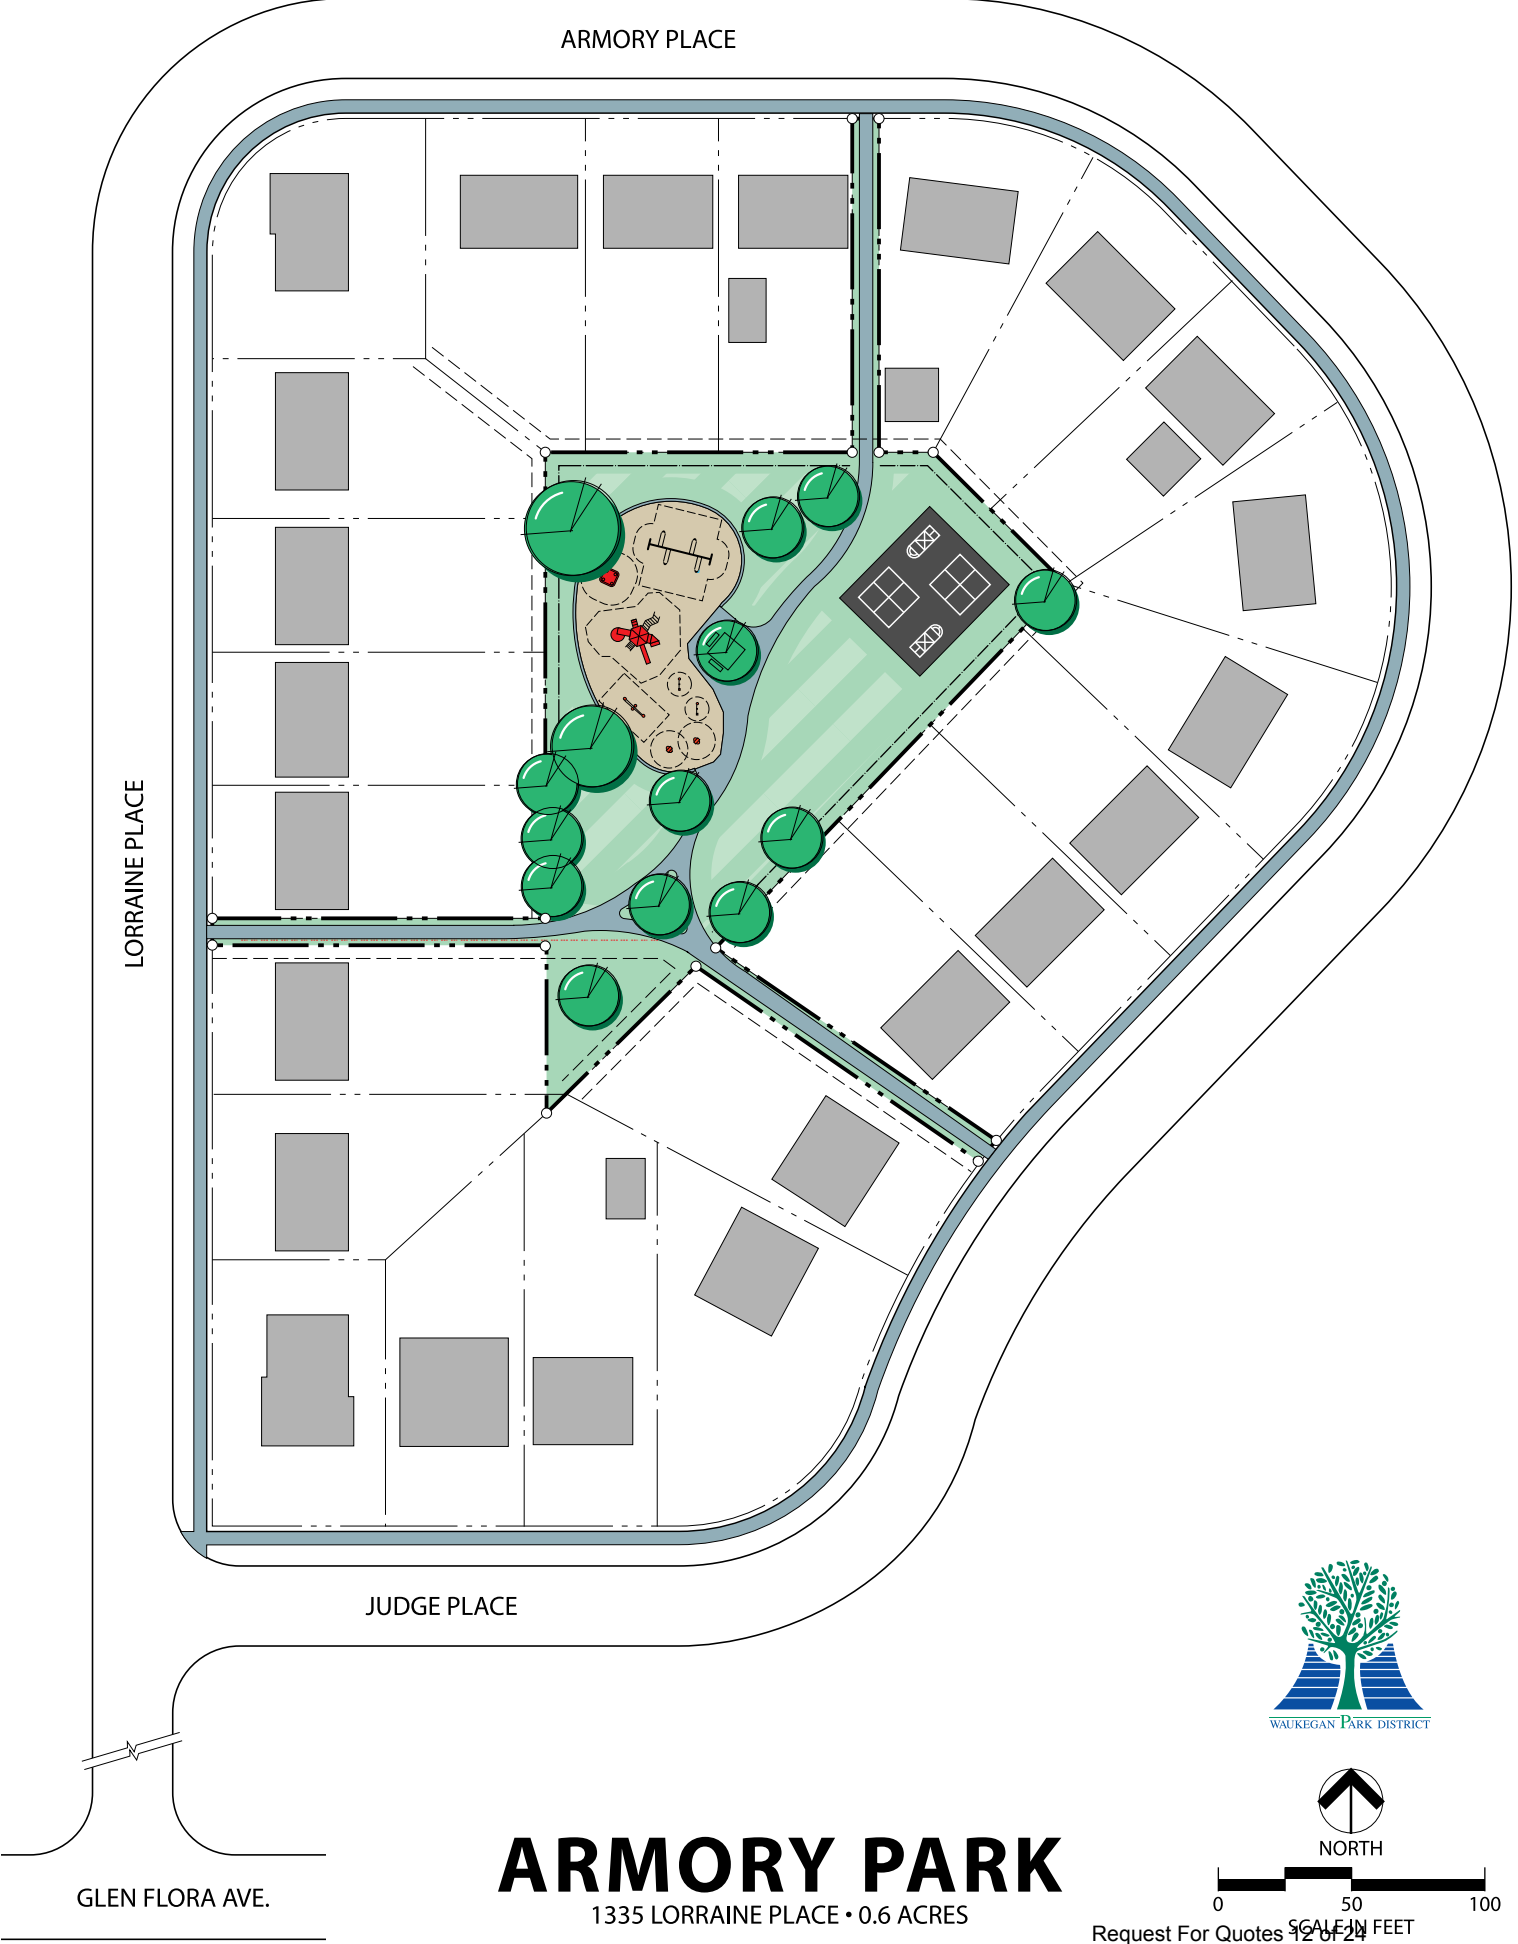 ARMORY PLACE
LORRAINE PLACE
JUDGE PLACE
WAUKEGAN PARK DISTRICT
NORTH
0 50 100
SCALE IN FEET
GLEN FLORA AVE.
ARMORY PARK
1335 LORRAINE PLACE • 0.6 ACRES
Request For Quotes 12 of 24